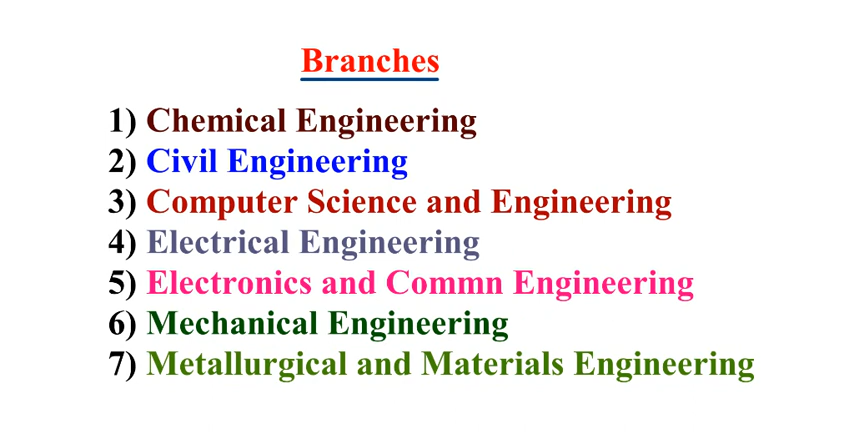 Branches
1) Chemical Engineering
2) Civil Engineering
3) Computer Science and Engineering
4) Electrical Engineering
5) Electronics and Commn Engineering
6) Mechanical Engineering
7) Metallurgical and Materials Engineering